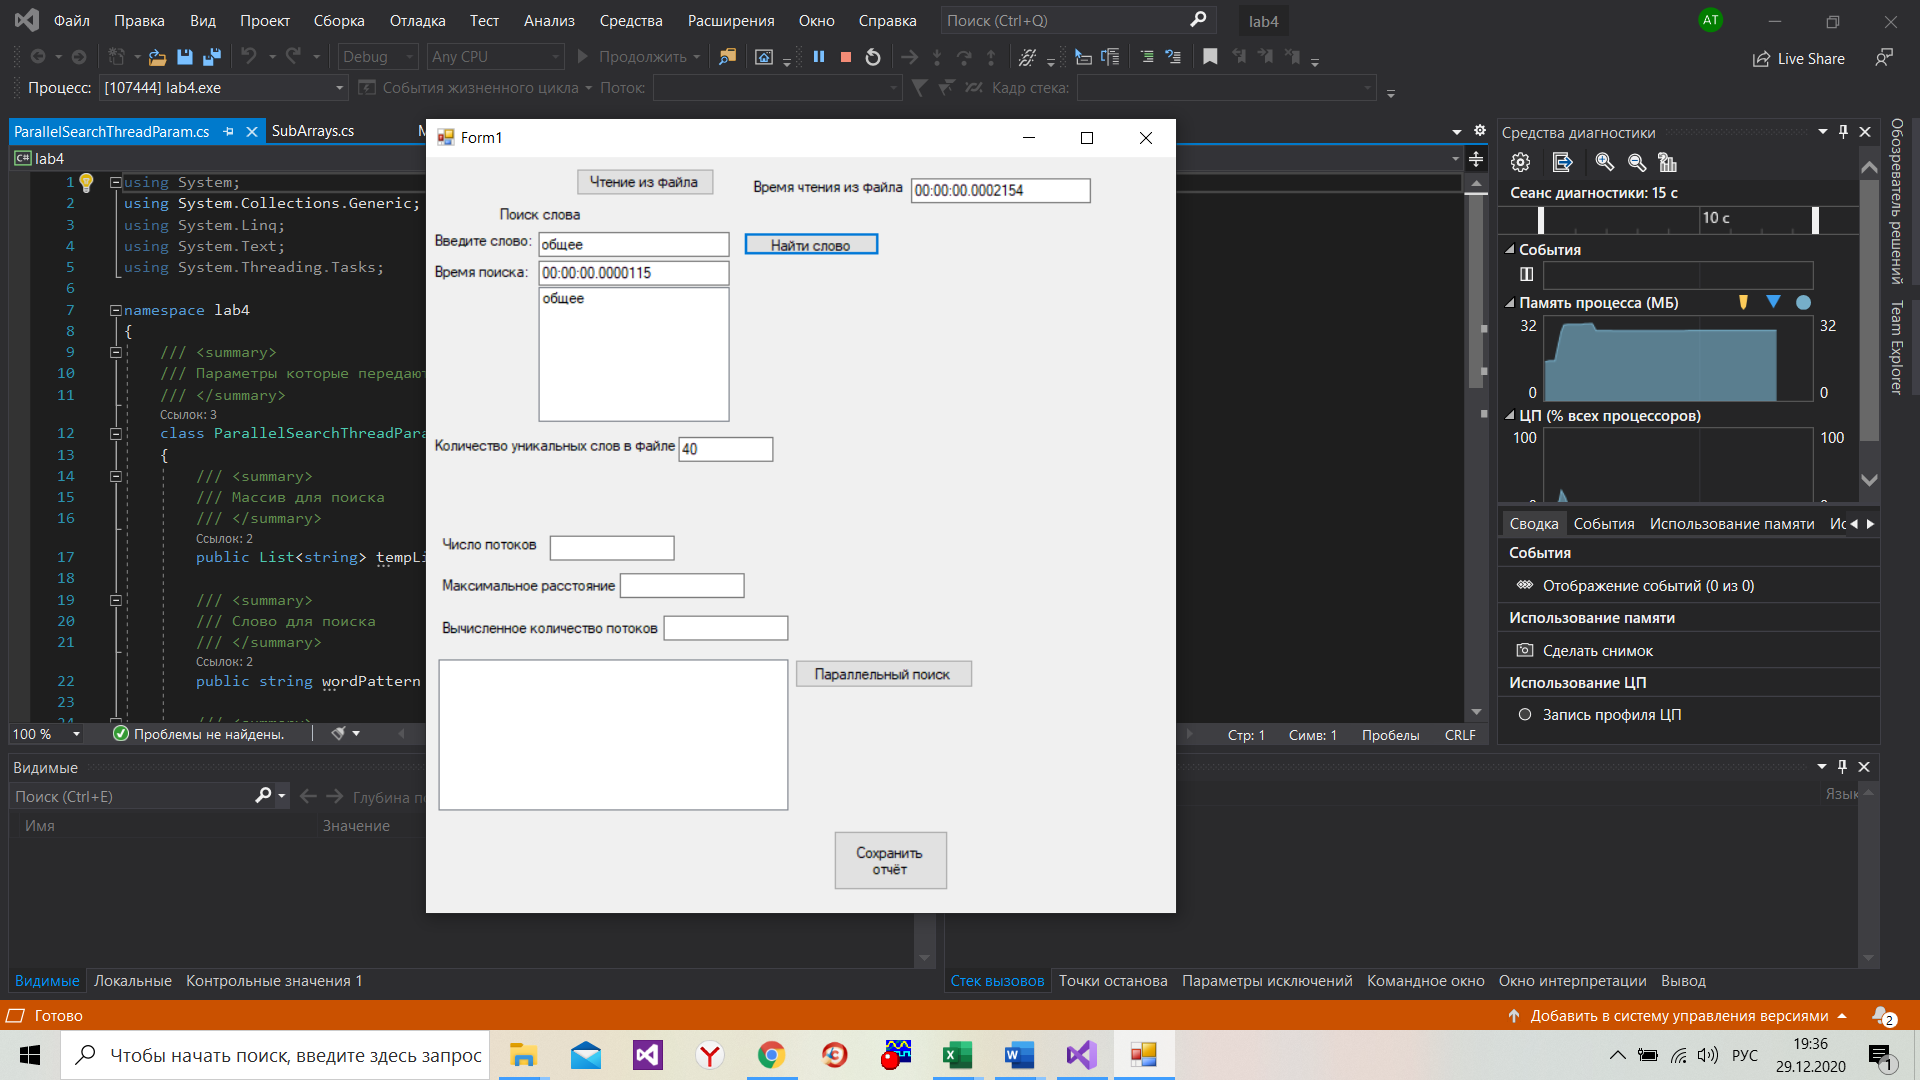 Файл Правка Вид Проект Сборка Отладка Тест Анализ Средства Расширения Окно Справка Поиск (Ctrl+Q) lab4 AT
Debug Any CPU Продолжить Live Share
Процесс: [107444] lab4.exe События жизненного цикла Поток: Кадр стека:
ParallelSearchThreadParam.cs SubArrays.cs
lab4
1 using System;
2 using System.Collections.Generic;
3 using System.Linq;
4 using System.Text;
5 using System.Threading.Tasks;
6
7 namespace lab4
8 {
9 /// <summary>
10 /// Параметры которые передают
11 /// </summary>
Ссылок: 3
12 class ParallelSearchThreadPara
13 {
14 /// <summary>
15 /// Массив для поиска
16 /// </summary>
Ссылок: 2
17 public List<string> tempLi
18
19 /// <summary>
20 /// Слово для поиска
21 /// </summary>
Ссылок: 2
22 public string wordPattern
23
24 /// <summary>
100 % Проблемы не найдены. Стр: 1 Симв: 1 Пробелы CRLF
Form1
Чтение из файла Время чтения из файла 00:00:00.0002154
Поиск слова
Введите слово: общее Найти слово
Время поиска: 00:00:00.0000115
общее
Количество уникальных слов в файле 40
Число потоков
Максимальное расстояние
Вычисленное количество потоков
Параллельный поиск
Сохранить
отчёт
Средства диагностики
Сеанс диагностики: 15 с
10 с
События
Память процесса (МБ)
32 32
0 0
ЦП (% всех процессоров)
100 100
Сводка События Использование памяти Ис
События
Отображение событий (0 из 0)
Использование памяти
Сделать снимок
Использование ЦП
Запись профиля ЦП
Обозреватель решений
Team Explorer
Видимые
Поиск (Ctrl+E) Глубина по Язык
Имя Значение
Видимые Локальные Контрольные значения 1
Стек вызовов Точки останова Параметры исключений Командное окно Окно интерпретации Вывод
Готово Добавить в систему управления версиями 2
Чтобы начать поиск, введите здесь запрос РУС 19:36
29.12.2020 1